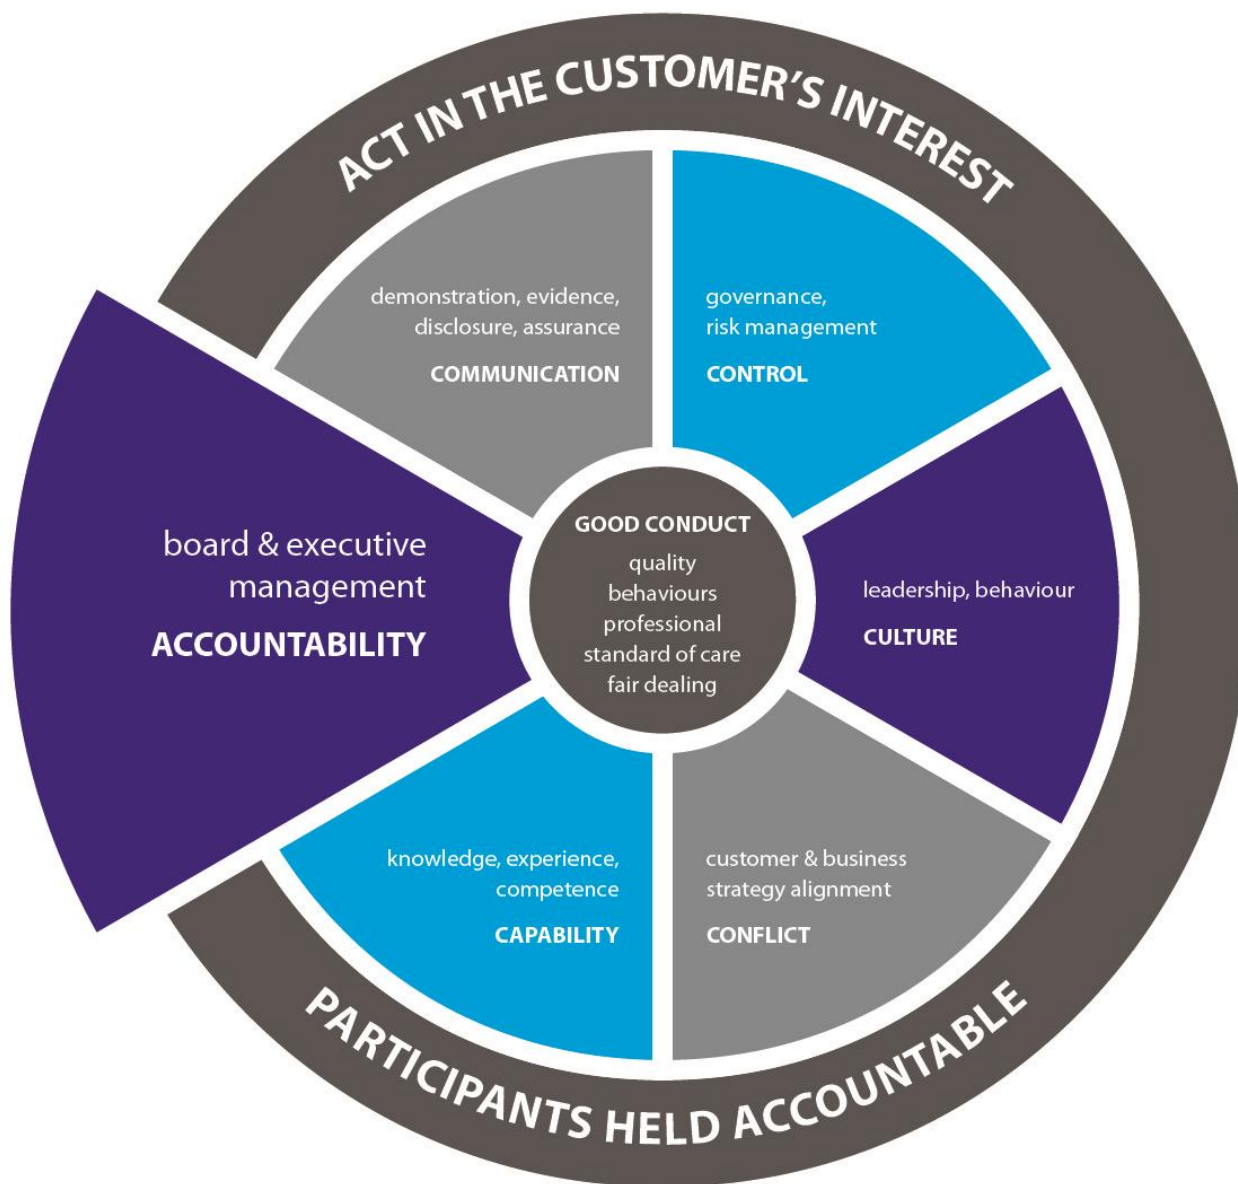 ACT IN THE CUSTOMER'S INTEREST
demonstration, evidence,
disclosure, assurance
COMMUNICATION
governance,
risk management
CONTROL
board & executive
management
ACCOUNTABILITY
GOOD CONDUCT
quality
behaviours
professional
standard of care
fair dealing
leadership, behaviour
CULTURE
knowledge, experience,
competence
CAPABILITY
customer & business
strategy alignment
CONFLICT
PARTICIPANTS HELD ACCOUNTABLE